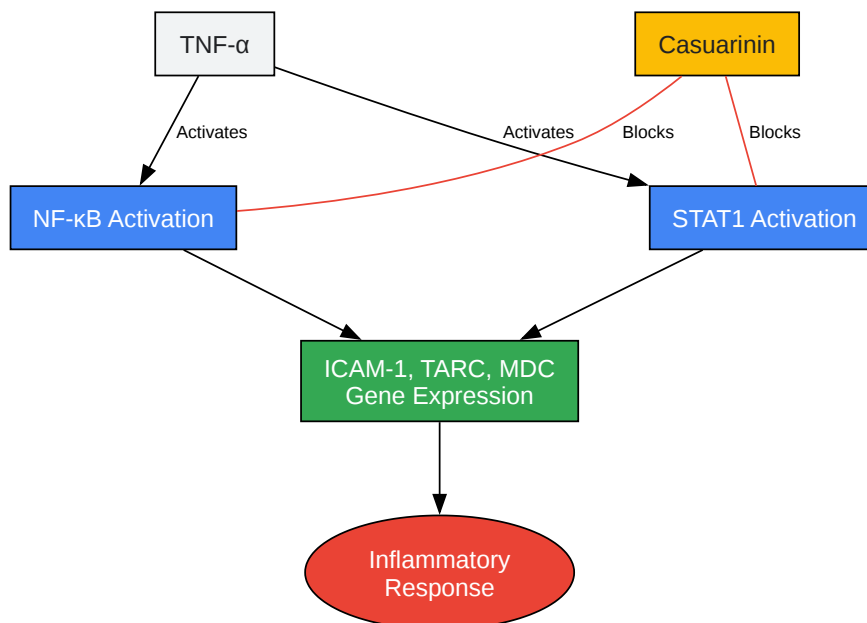 TNF-α
Casuarinin
Activates
Activates
Blocks
Blocks
NF-κB Activation
STAT1 Activation
ICAM-1, TARC, MDC
Gene Expression
Inflammatory
Response